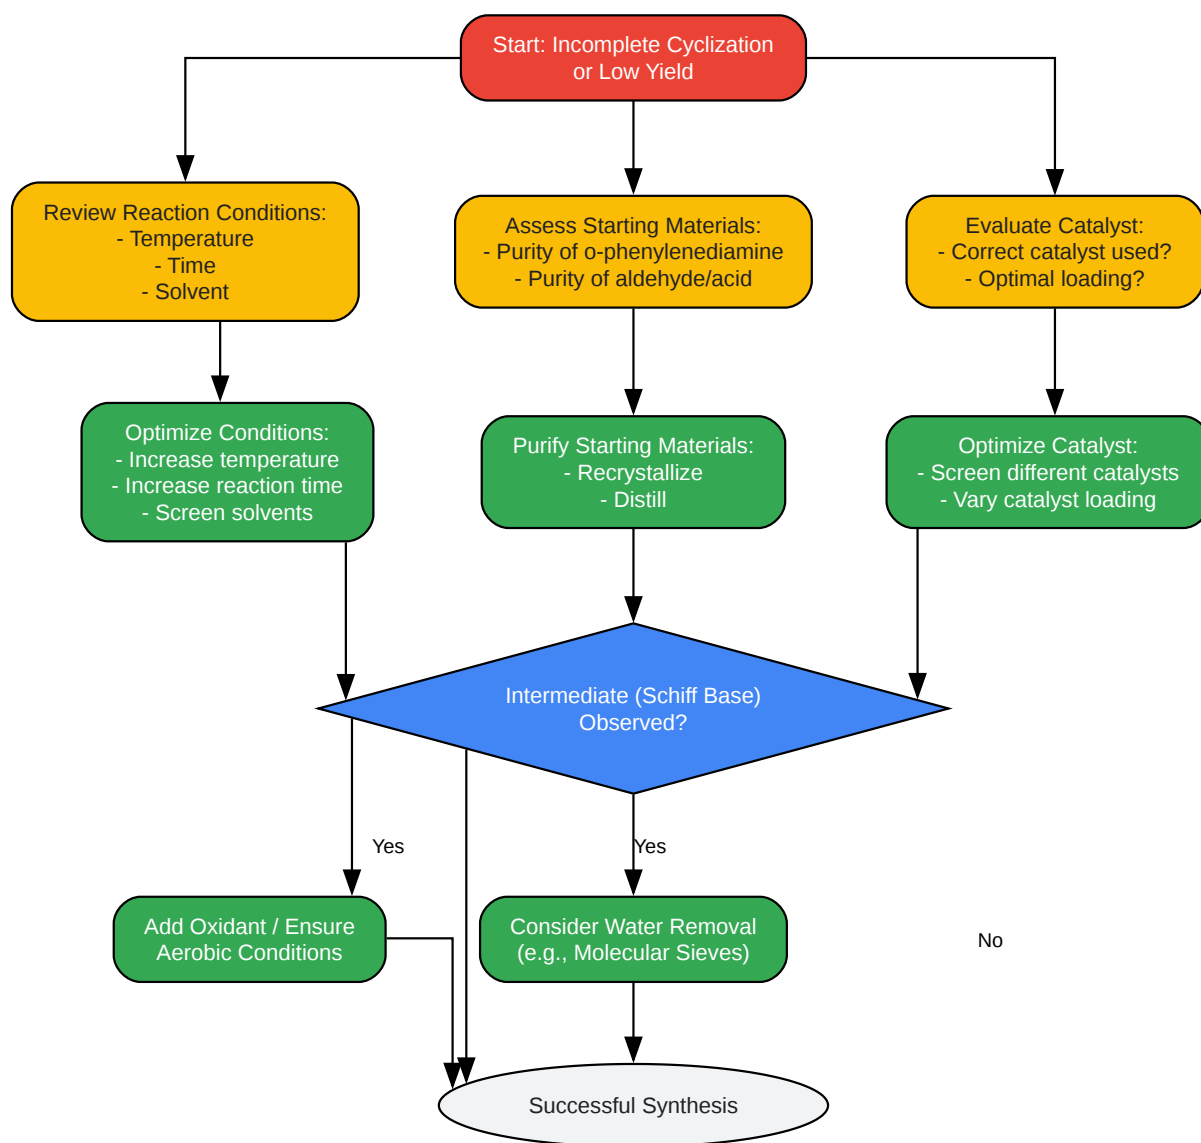 Start: Incomplete Cyclization
or Low Yield
Review Reaction Conditions:
- Temperature
- Time
- Solvent
Assess Starting Materials:
- Purity of o-phenylenediamine
- Purity of aldehyde/acid
Evaluate Catalyst:
- Correct catalyst used?
- Optimal loading?
Optimize Conditions:
- Increase temperature
- Increase reaction time
- Screen solvents
Purify Starting Materials:
- Recrystallize
- Distill
Optimize Catalyst:
- Screen different catalysts
- Vary catalyst loading
Intermediate (Schiff Base)
Observed?
Yes
Yes
Add Oxidant / Ensure
Aerobic Conditions
Consider Water Removal
(e.g., Molecular Sieves)
No
Successful Synthesis